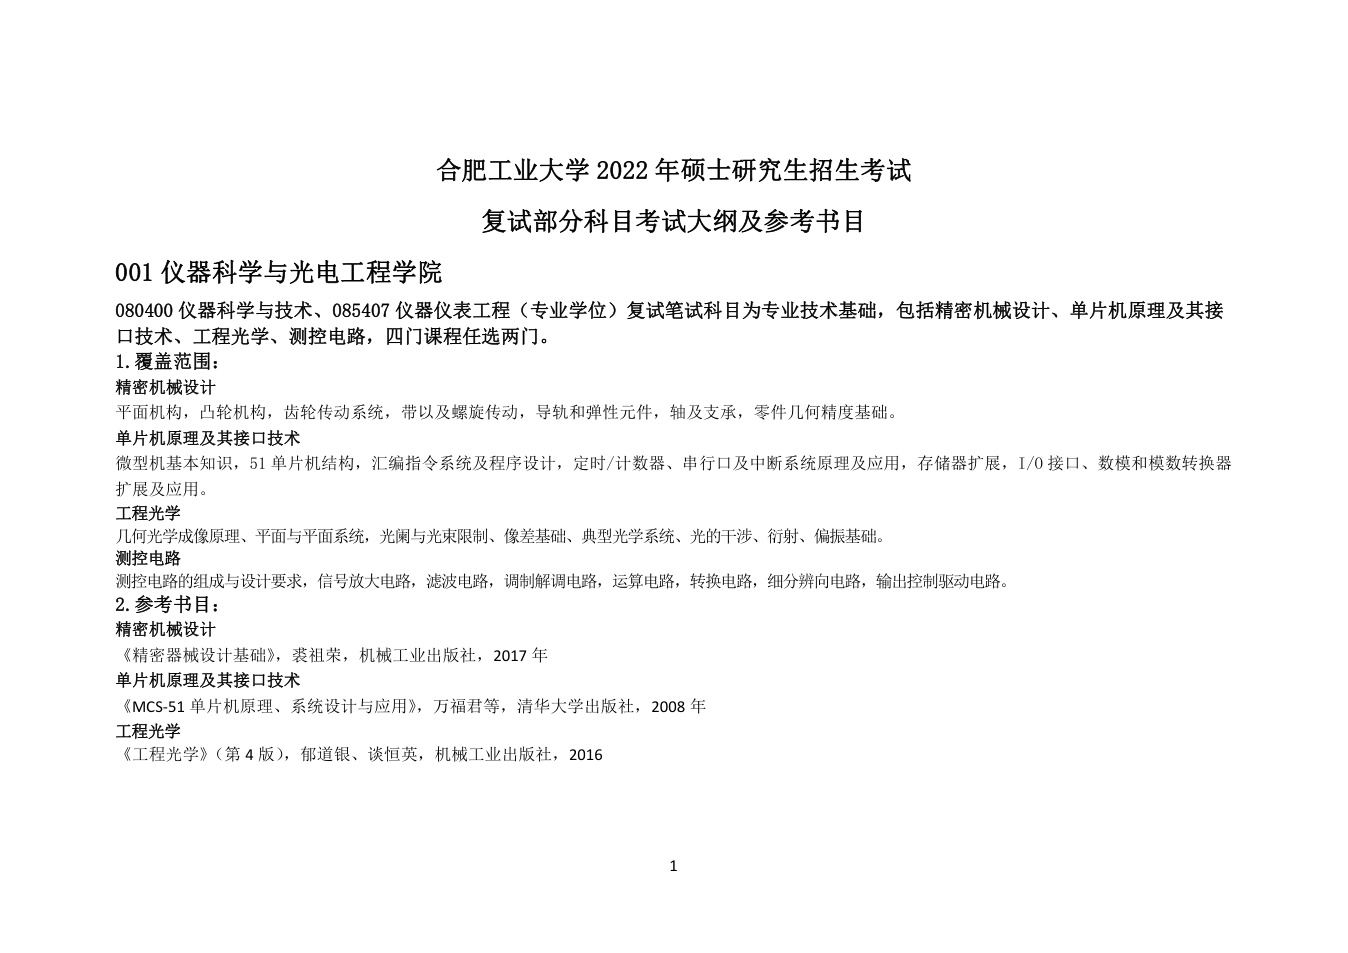 合肥工业大学 2022 年硕士研究生招生考试
复试部分科目考试大纲及参考书目
001 仪器科学与光电工程学院
080400 仪器科学与技术、085407 仪器仪表工程（专业学位）复试笔试科目为专业技术基础，包括精密机械设计、单片机原理及其接
口技术、工程光学、测控电路，四门课程任选两门。
1.覆盖范围：
精密机械设计
平面机构，凸轮机构，齿轮传动系统，带以及螺旋传动，导轨和弹性元件，轴及支承，零件几何精度基础。
单片机原理及其接口技术
微型机基本知识，51 单片机结构，汇编指令系统及程序设计，定时/计数器、串行口及中断系统原理及应用，存储器扩展，I/O 接口、数模和模数转换器
扩展及应用。
工程光学
几何光学成像原理、平面与平面系统，光阑与光束限制、像差基础、典型光学系统、光的干涉、衍射、偏振基础。
测控电路
测控电路的组成与设计要求，信号放大电路，滤波电路，调制解调电路，运算电路，转换电路，细分辨向电路，输出控制驱动电路。
2.参考书目：
精密机械设计
《精密器械设计基础》，裘祖荣，机械工业出版社，2017 年
单片机原理及其接口技术
《MCS-51 单片机原理、系统设计与应用》，万福君等，清华大学出版社，2008 年
工程光学
《工程光学》（第 4 版），郁道银、谈恒英，机械工业出版社，2016
1